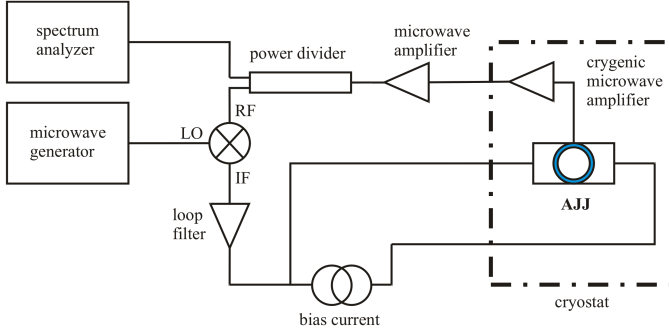 spectrum
analyzer
power divider
microwave
amplifier
crygenic
microwave
amplifier
RF
LO
microwave
generator
IF
AJJ
loop
filter
cryostat
bias current